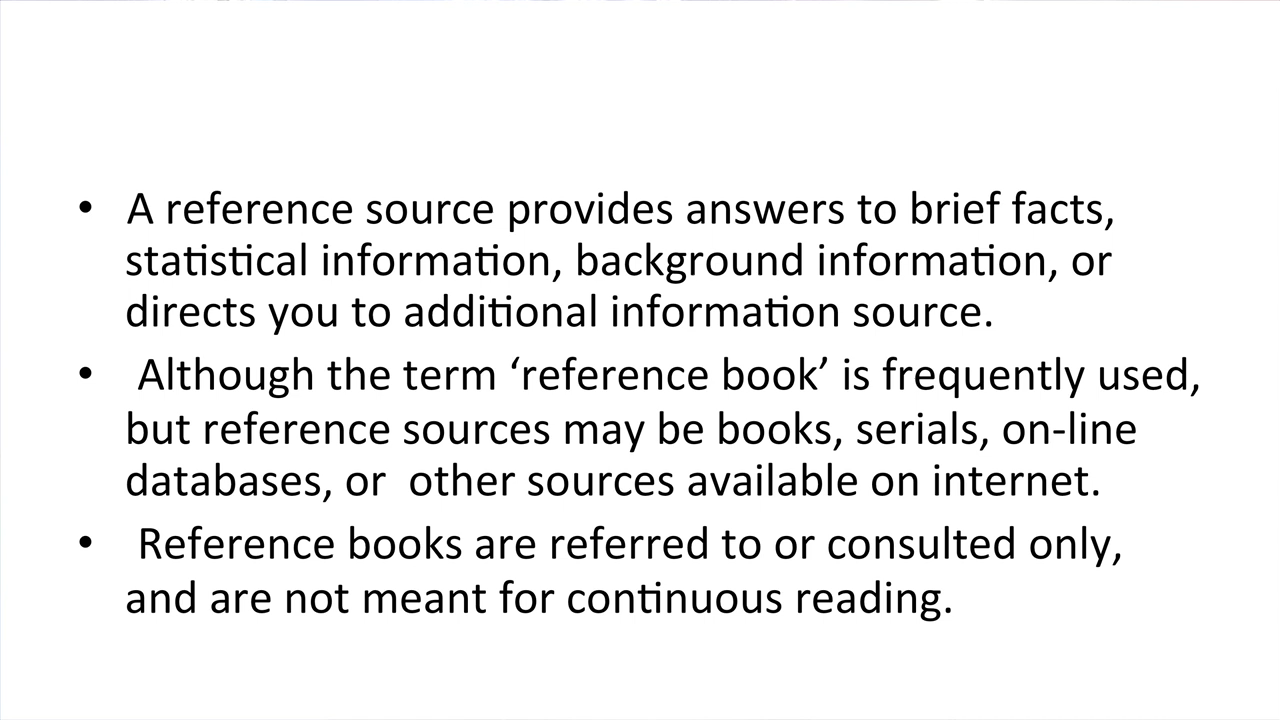 • A reference source provides answers to brief facts,
statistical information, background information, or
directs you to additional information source.
• Although the term ‘reference book’ is frequently used,
but reference sources may be books, serials, on-line
databases, or  other sources available on internet.
• Reference books are referred to or consulted only,
and are not meant for continuous reading.